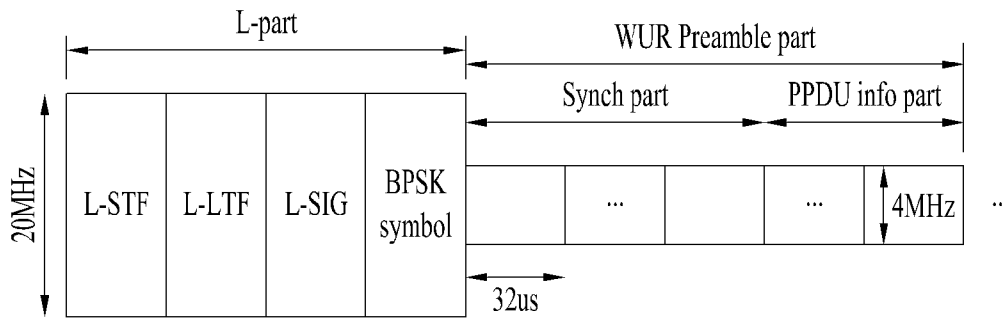 L-part
WUR Preamble part
Synch part
PPDU info part
20MHz
L-STF
L-LTF
L-SIG
BPSK
symbol
...
...
4MHz
..
32us